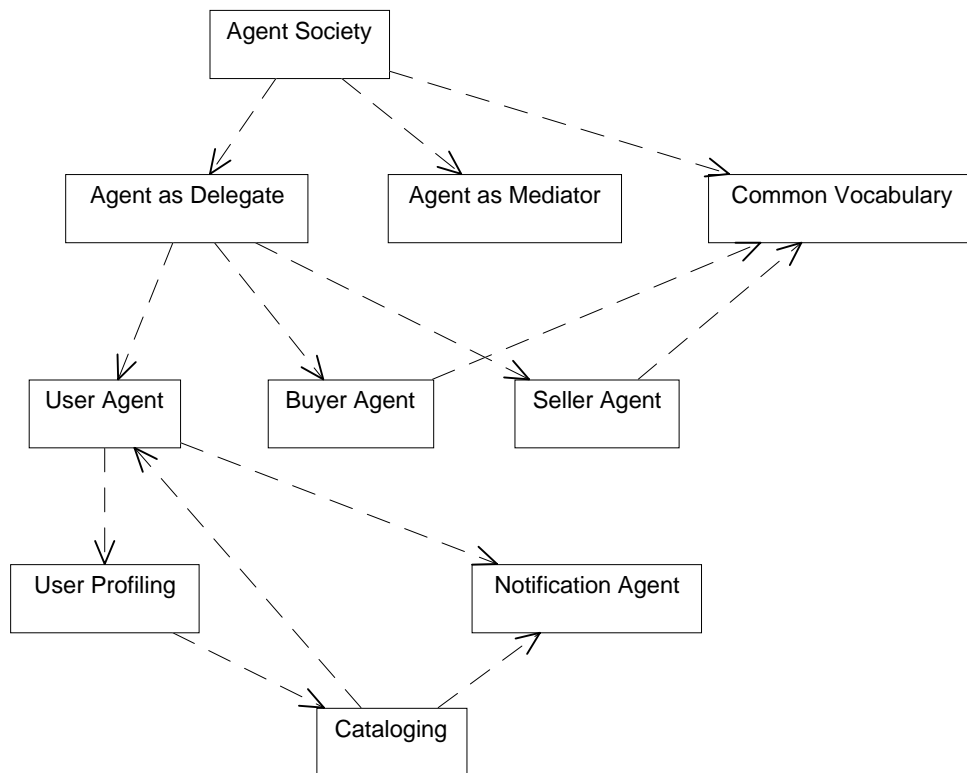 Agent Society
Agent as Delegate
Agent as Mediator
Common Vocabulary
User Agent
Buyer Agent
Seller Agent
User Profiling
Notification Agent
Cataloging